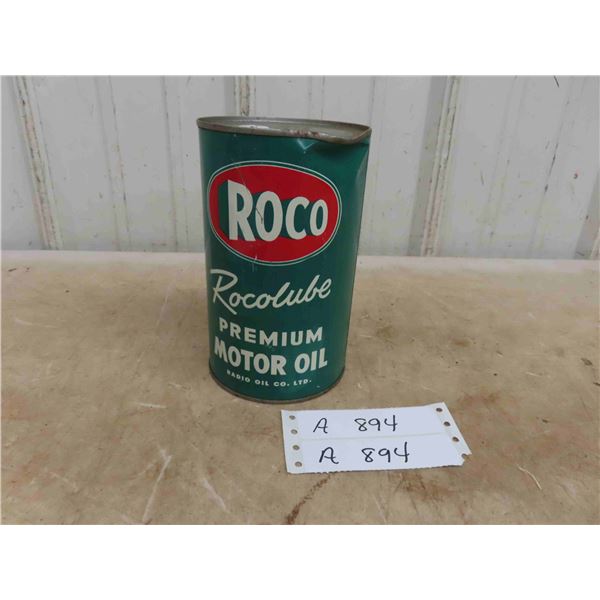 ROCO
Rocolube
PREMIUM
MOTOR OIL
RADIO OIL CO. LTD.
A 894
A 894